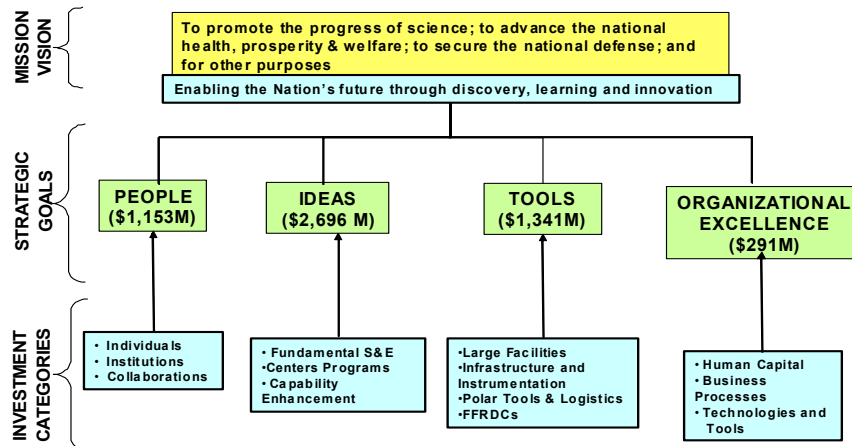 MISSION
VISION
To promote the progress of science; to advance the national
health, prosperity & welfare; to secure the national defense; and
for other purposes
Enabling the Nation's future through discovery, learning and innovation
STRATEGIC
GOALS
PEOPLE
($1,153M)
IDEAS
($2,696 M)
TOOLS
($1,341M)
ORGANIZATIONAL
EXCELLENCE
($291M)
INVESTMENT
CATEGORIES
• Individuals
• Institutions
• Collaborations
• Fundamental S&E
•Centers Programs
• Capability
Enhancement
•Large Facilities
•Infrastructure and
Instrumentation
•Polar Tools & Logistics
•FFRDCs
• Human Capital
• Business
Processes
• Technologies and
Tools